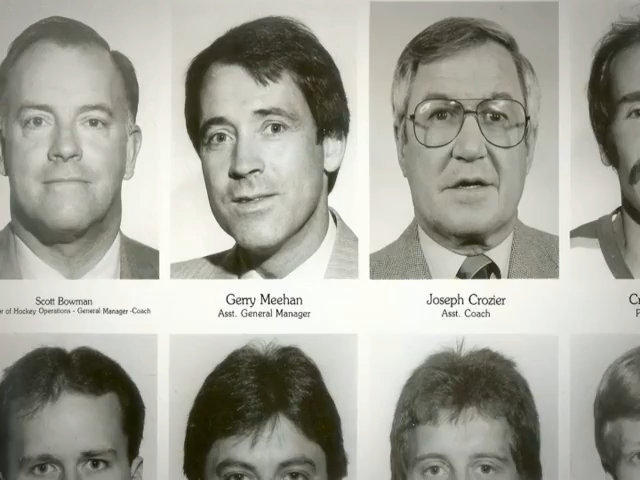 Scott Bowman
Gerry Meehan
Joseph Crozier
or of Hockey Operations - General Manager -Coach
Asst. General Manager
Asst. Coach